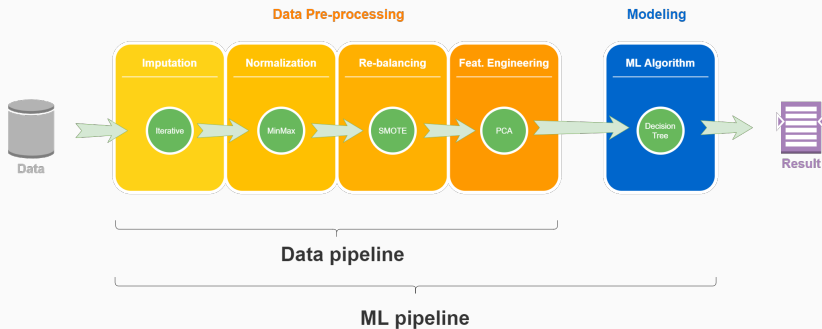 Data Pre-processing
Modeling
Imputation
Normalization
Re-balancing
Feat. Engineering
ML Algorithm
Iterative
MinMax
SMOTE
PCA
Decision
Tree
Data
Result
Data pipeline
ML pipeline